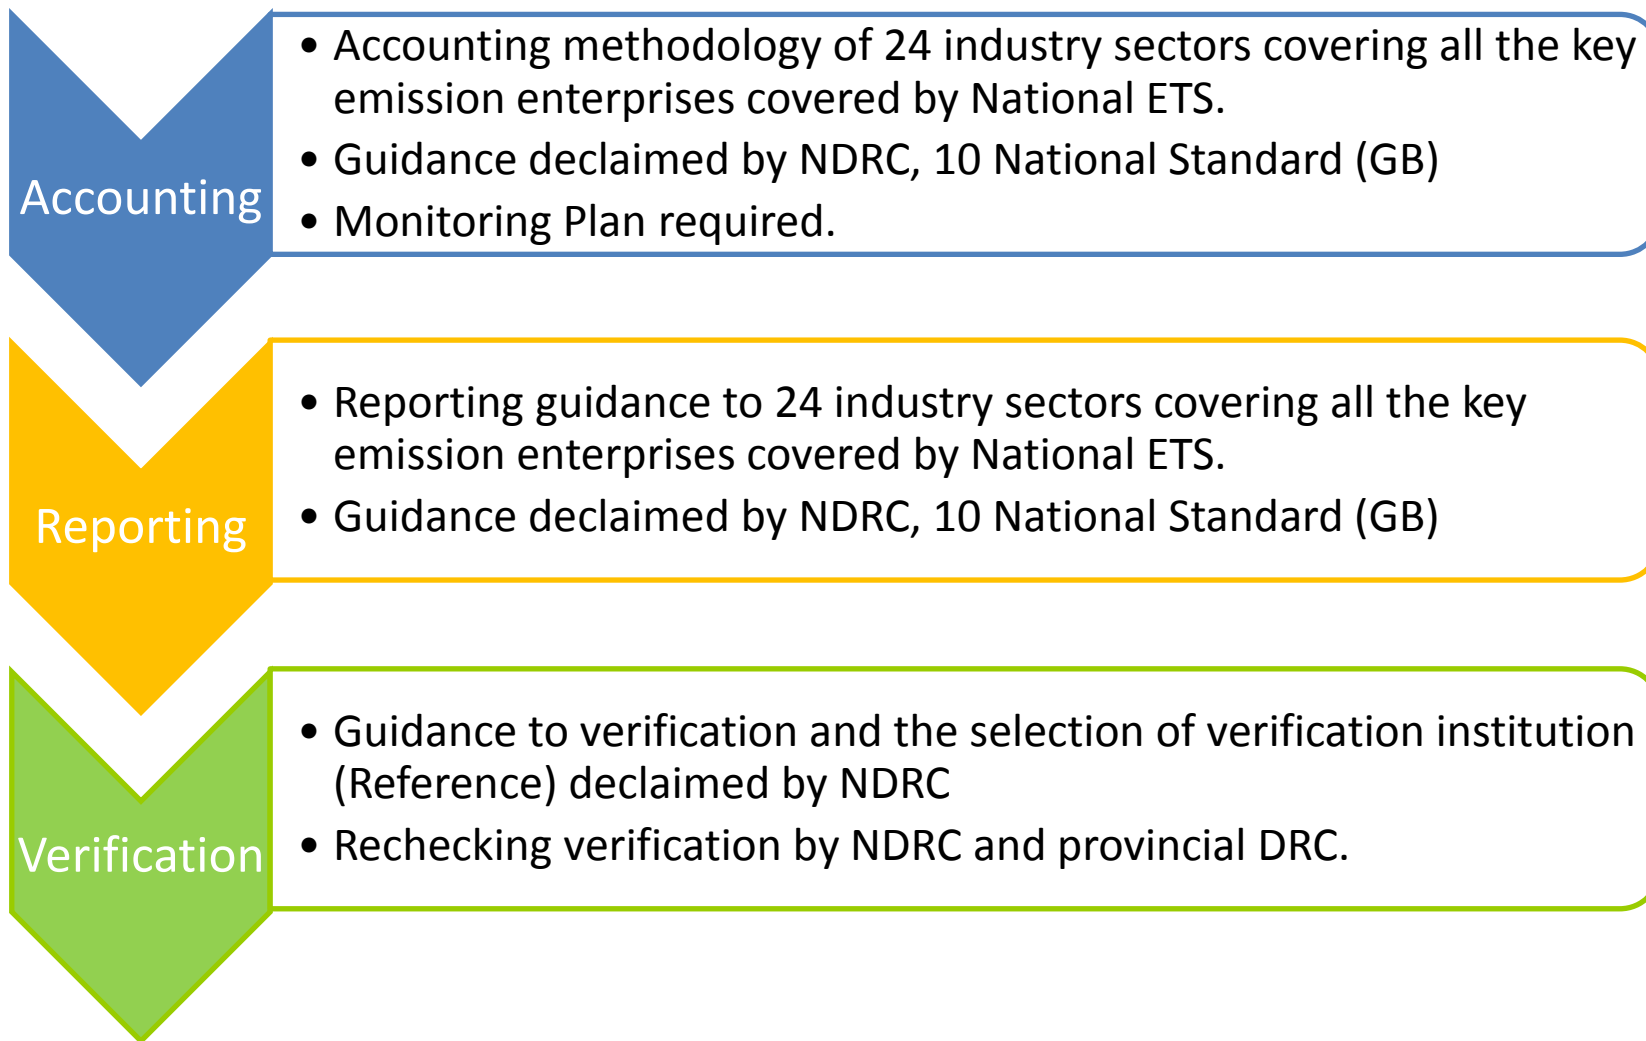 Accounting
• Accounting methodology of 24 industry sectors covering all the key
emission enterprises covered by National ETS.
• Guidance declaimed by NDRC, 10 National Standard (GB)
• Monitoring Plan required.
Reporting
• Reporting guidance to 24 industry sectors covering all the key
emission enterprises covered by National ETS.
• Guidance declaimed by NDRC, 10 National Standard (GB)
Verification
• Guidance to verification and the selection of verification institution
(Reference) declaimed by NDRC
• Rechecking verification by NDRC and provincial DRC.